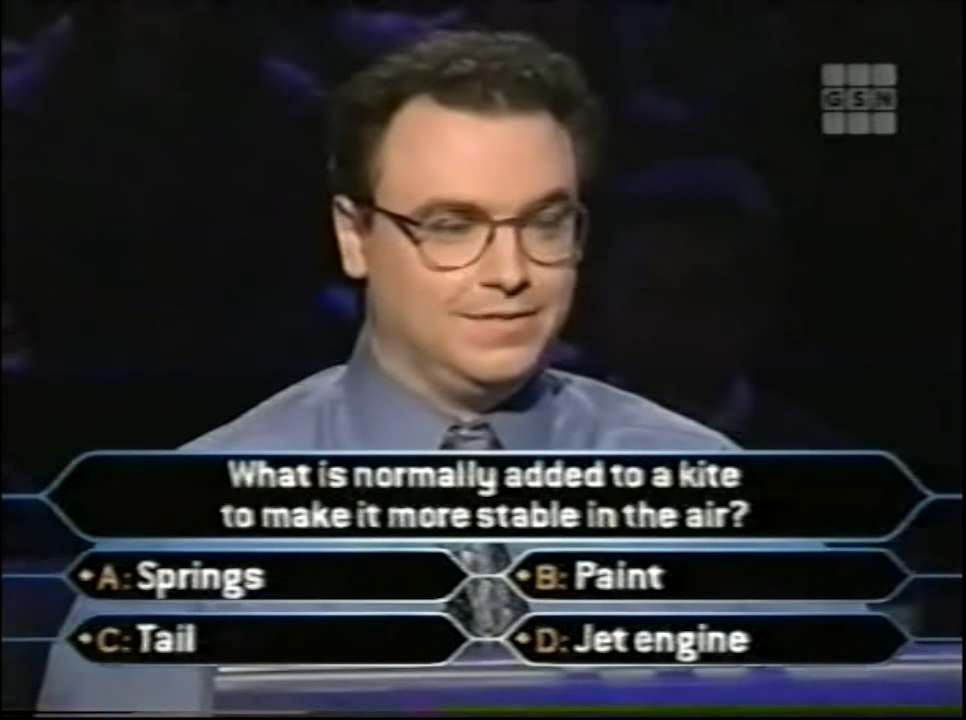 GSN
What is normally added to a kite
to make it more stable in the air?
A: Springs
B: Paint
C: Tail
D: Jet engine